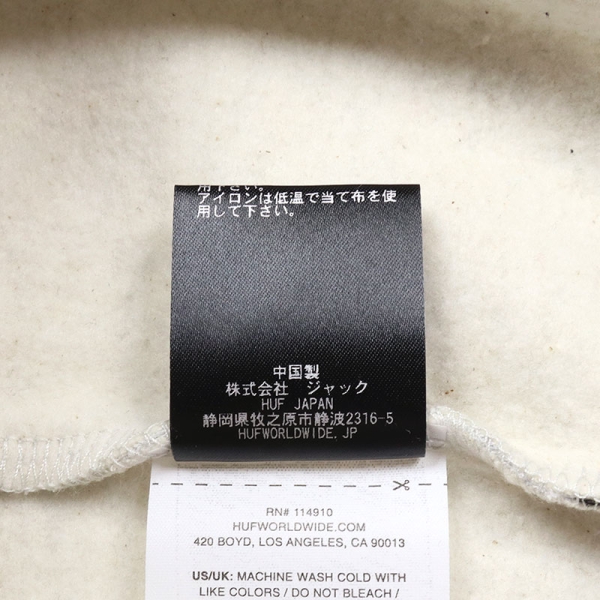 用下さい。
アイロンは低温で当て布を使
用して下さい。
中国製
株式会社　ジャック
HUF JAPAN
静岡県牧之原市静波2316-5
HUFWORLDWIDE.JP
RN# 114910
HUFWORLDWIDE.COM
420 BOYD, LOS ANGELES, CA 90013
US/UK: MACHINE WASH COLD WITH
LIKE COLORS / DO NOT BLEACH /